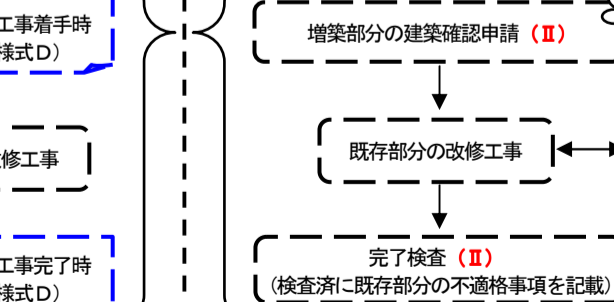 工事着手時
様式D）
修工事
工事完了時
様式D）
増築部分の建築確認申請（Ⅱ）
既存部分の改修工事
完了検査（Ⅱ）
（検査済に既存部分の不適格事項を記載）